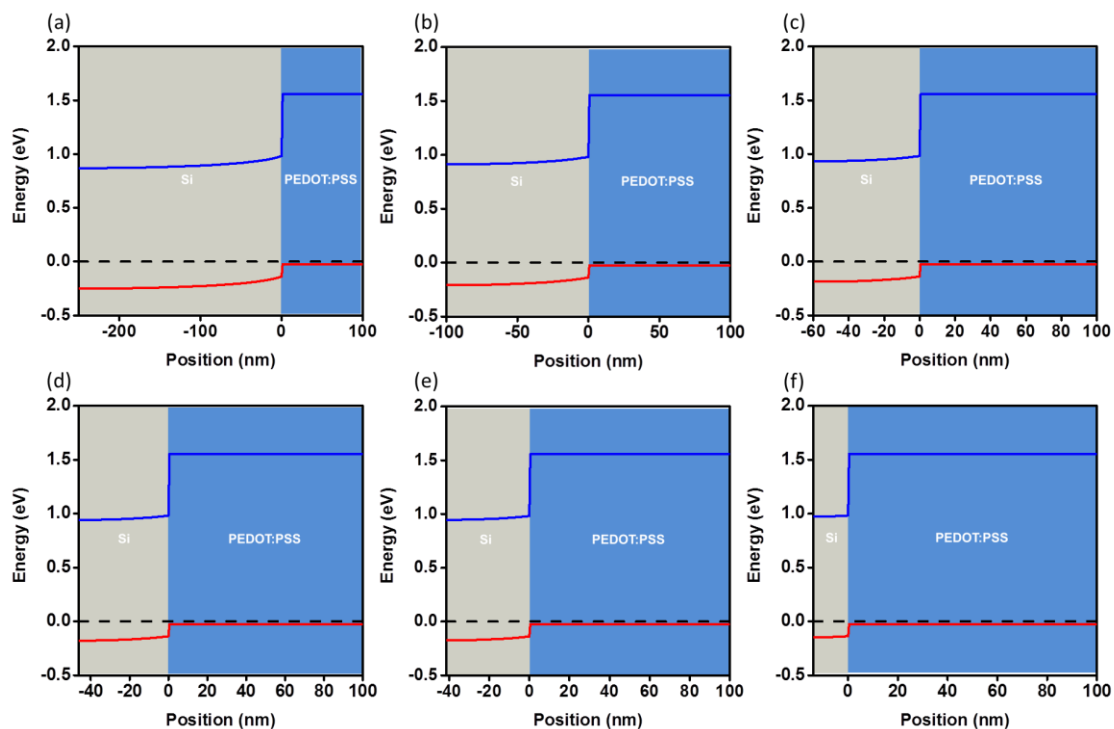 (a)
2.0
1.5
1.0
0.5
0.0
-0.5
Energy (eV)
Si
PEDOT:PSS
-200
-100
0
100
Position (nm)
(b)
2.0
1.5
1.0
0.5
0.0
-0.5
Energy (eV)
Si
PEDOT:PSS
-100
-50
0
50
100
Position (nm)
(c)
2.0
1.5
1.0
0.5
0.0
-0.5
Energy (eV)
Si
PEDOT:PSS
-60
-40
-20
0
20
40
60
80
100
Position (nm)
(d)
2.0
1.5
1.0
0.5
0.0
-0.5
Energy (eV)
Si
PEDOT:PSS
-40
-20
0
20
40
60
80
100
Position (nm)
(e)
2.0
1.5
1.0
0.5
0.0
-0.5
Energy (eV)
Si
PEDOT:PSS
-40
-20
0
20
40
60
80
100
Position (nm)
(f)
2.0
1.5
1.0
0.5
0.0
-0.5
Energy (eV)
Si
PEDOT:PSS
0
20
40
60
80
100
Position (nm)